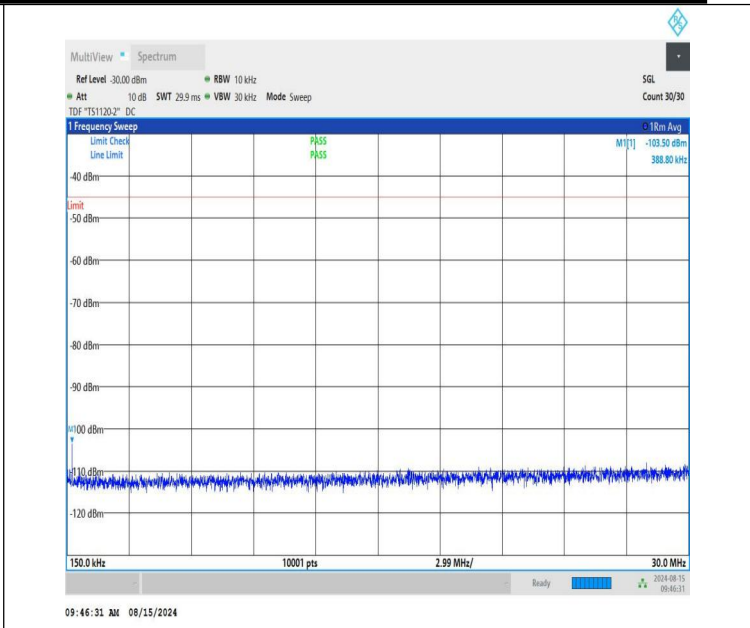 MultiView Spectrum
Ref Level -30.00 dBm RBW 10 kHz SGL
Att 10 dB SWT 29.9 ms VBW 30 kHz Mode Sweep Count 30/30
TDF "TS1120-2" DC
1 Frequency Sweep 1Rm Avg
Limit Check PASS M1[1] -103.50 dBm
Line Limit PASS 388.80 kHz
-40 dBm
Limit
-50 dBm
-60 dBm
-70 dBm
-80 dBm
-90 dBm
M1
-100 dBm
-110 dBm
-120 dBm
150.0 kHz 10001 pts 2.99 MHz/ 30.0 MHz
Ready 2024-08-15
09:46:31
09:46:31 AM 08/15/2024